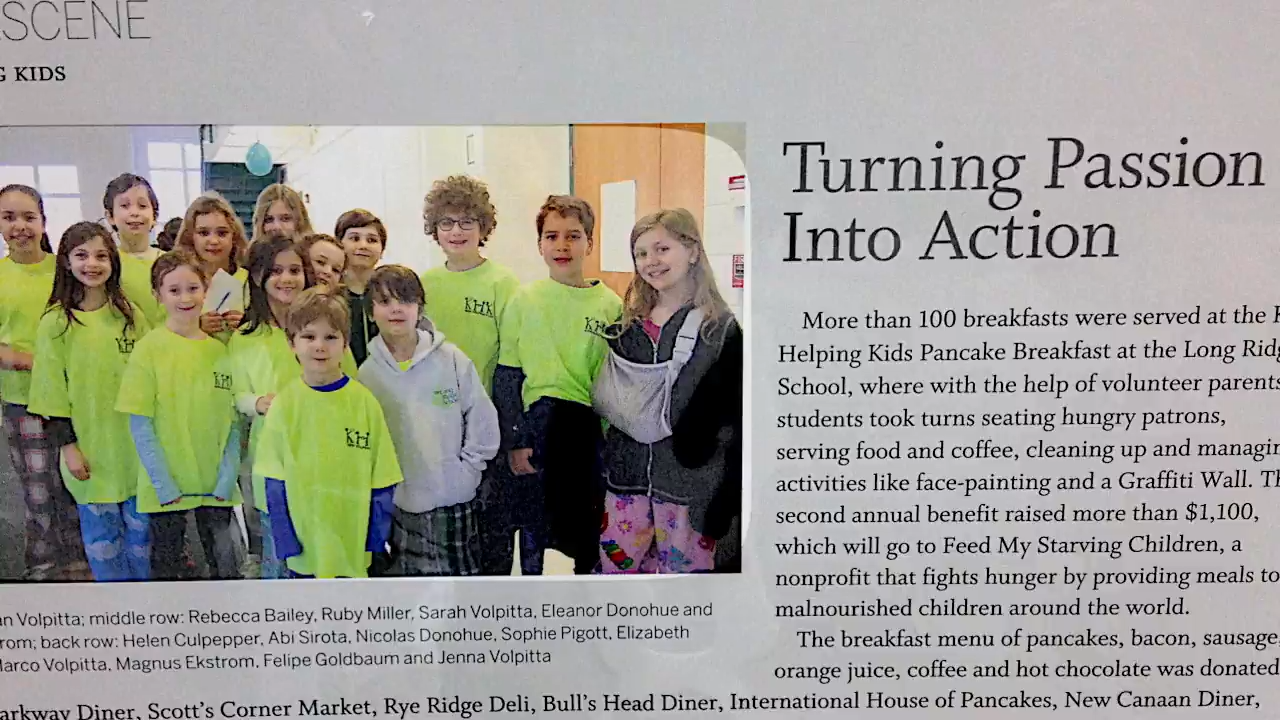 SCENE
KIDS
Turning Passion
Into Action
More than 100 breakfasts were served at the
Helping Kids Pancake Breakfast at the Long
School, where with the help of volunteer parents
students took turns seating hungry patrons,
serving food and coffee, cleaning up and
activities like face-painting and a Graffiti Wall.
second annual benefit raised more than $1,100,
which will go to Feed My Starving Children, a
nonprofit that fights hunger by providing meals to
malnourished children around the world.
The breakfast menu of pancakes, bacon, sausage,
orange juice, coffee and hot chocolate was donated
KHK
KH
KH
KH
KH
Volpitta; middle row: Rebecca Bailey, Ruby Miller, Sarah Volpitta, Eleanor Donohue and
back row: Helen Culpepper, Abi Sirota, Nicolas Donohue, Sophie Pigott, Elizabeth
Marco Volpitta, Magnus Ekstrom, Felipe Goldbaum and Jenna Volpitta
arkway Diner, Scott's Corner Market, Rye Ridge Deli, Bull's Head Diner, International House of Pancakes, New Canaan Diner,